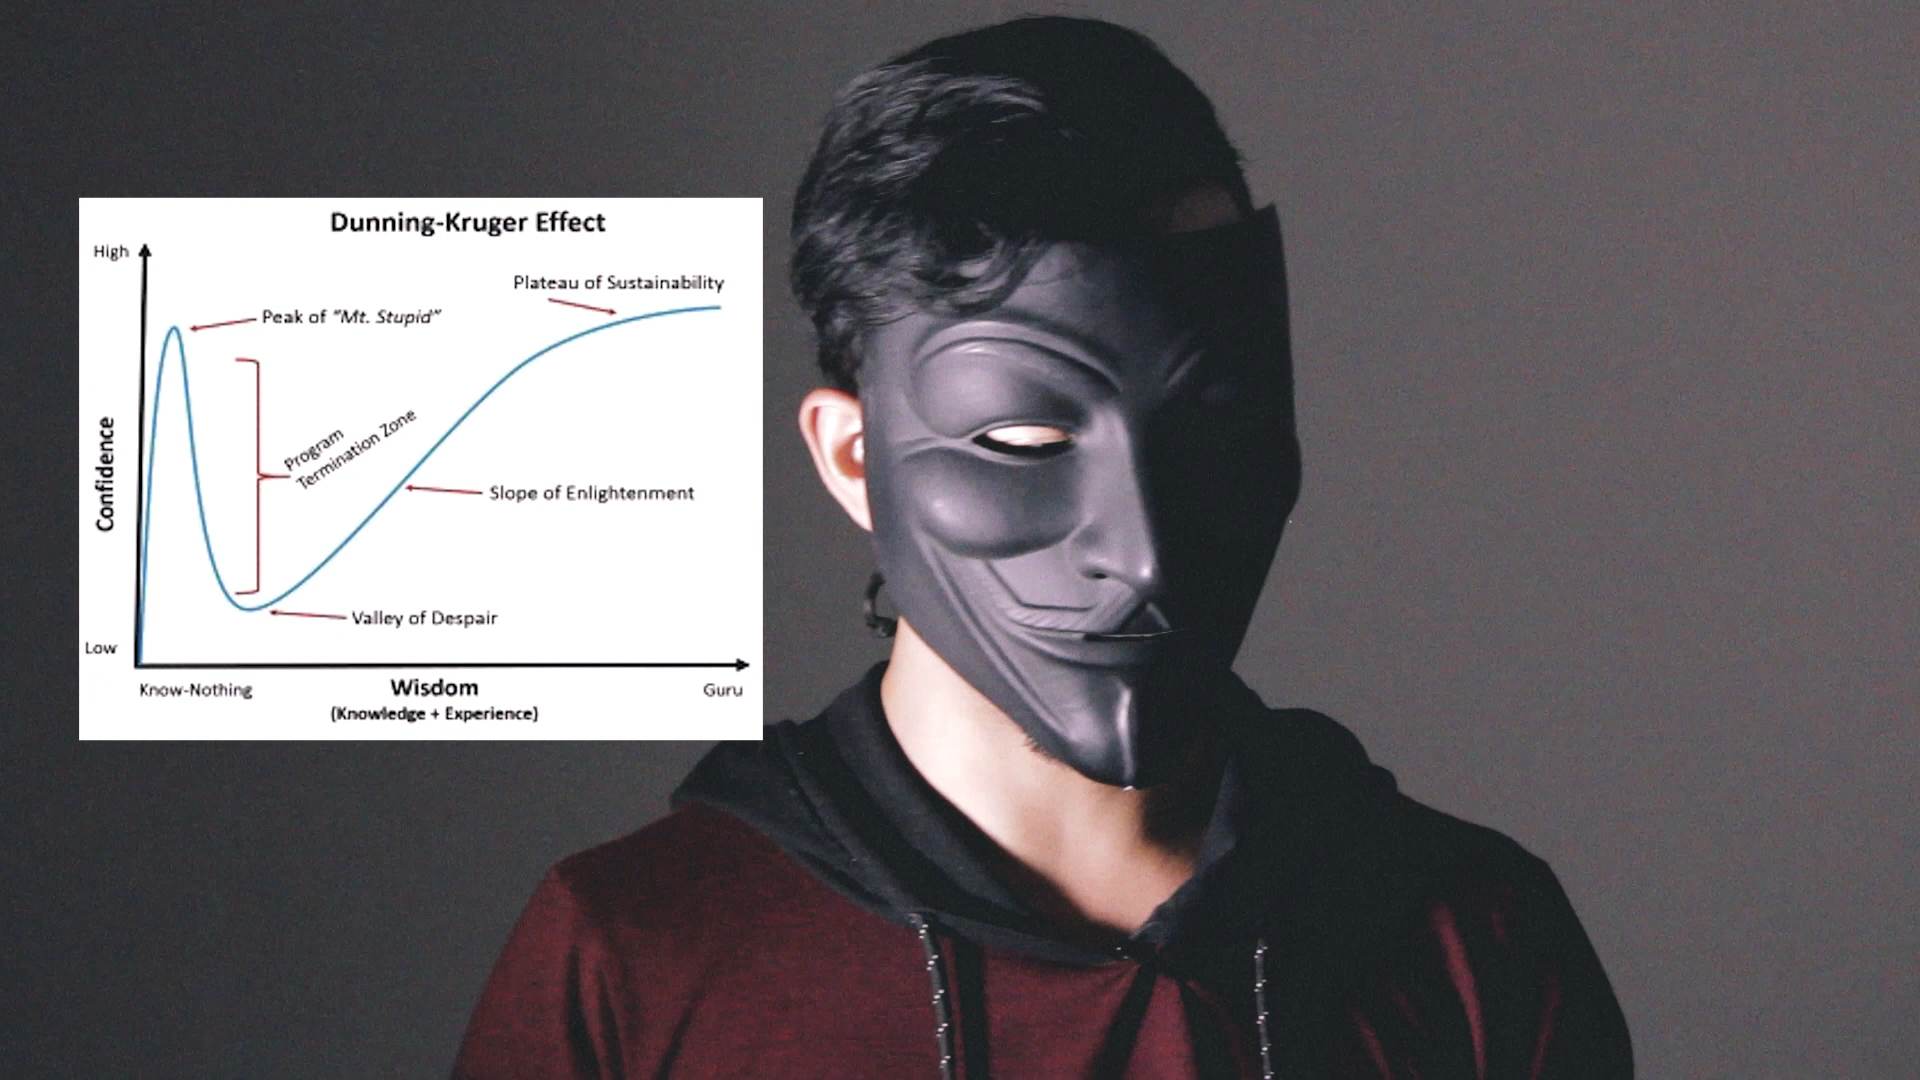 Dunning-Kruger Effect
High
Plateau of Sustainability
Peak of "Mt. Stupid"
Program
Termination Zone
Confidence
Slope of Enlightenment
Valley of Despair
Low
Know-Nothing
Wisdom
Guru
(Knowledge + Experience)